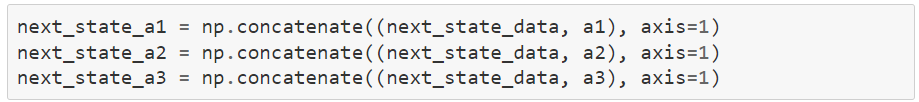 next_state_a1 = np.concatenate((next_state_data, a1), axis=1)
next_state_a2 = np.concatenate((next_state_data, a2), axis=1)
next_state_a3 = np.concatenate((next_state_data, a3), axis=1)